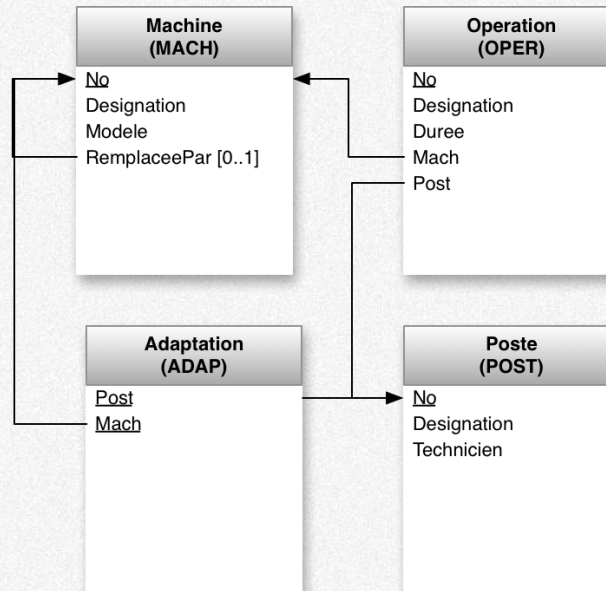 Machine
(MACH)
No
Designation
Modele
RemplaceePar [0..1]
Operation
(OPER)
No
Designation
Duree
Mach
Post
Adaptation
(ADAP)
Post
Mach
Poste
(POST)
No
Designation
Technicien